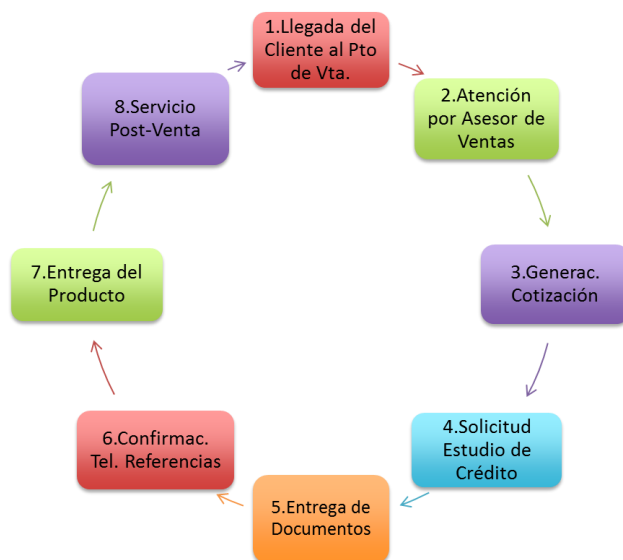 1.Llegada del
Cliente al Pto
de Vta.
2.Atención
por Asesor de
Ventas
3.Generac.
Cotización
4.Solicitud
Estudio de
Crédito
5.Entrega de
Documentos
6.Confirmac.
Tel. Referencias
7.Entrega del
Producto
8.Servicio
Post-Venta